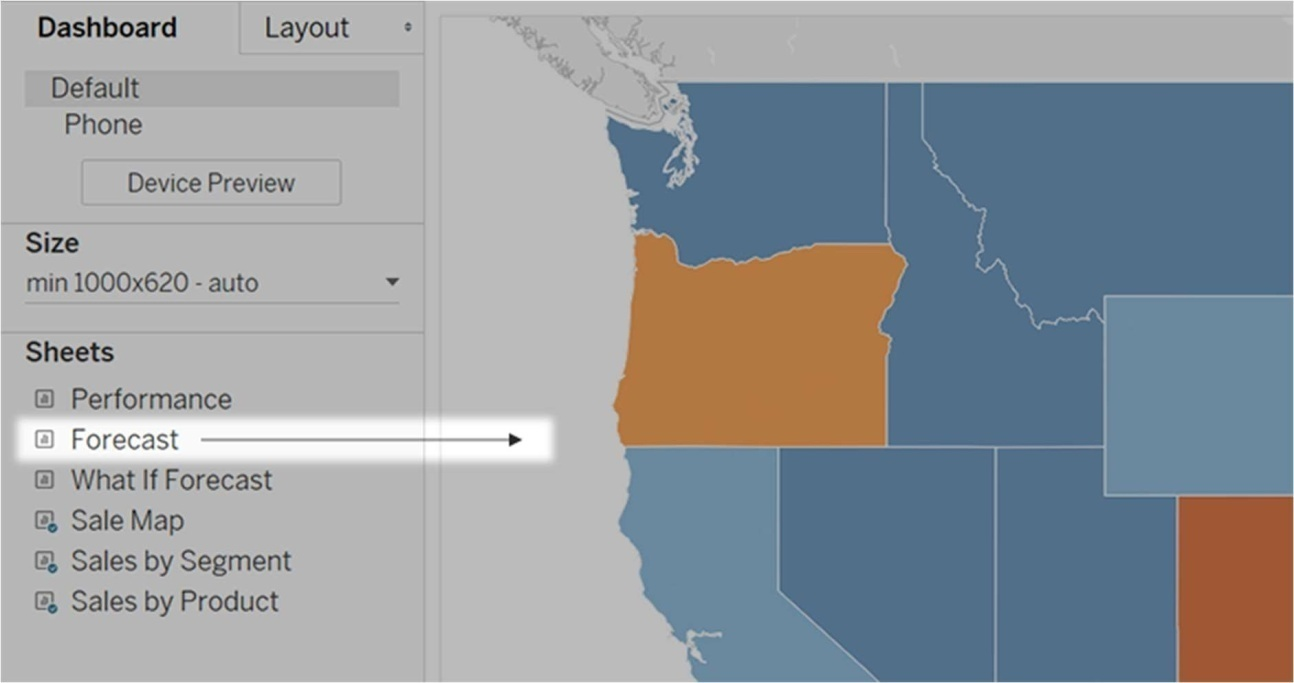 Dashboard Layout
Default
Phone
Device Preview
Size
min 1000x620 - auto
Sheets
Performance
Forecast
What If Forecast
Sale Map
Sales by Segment
Sales by Product